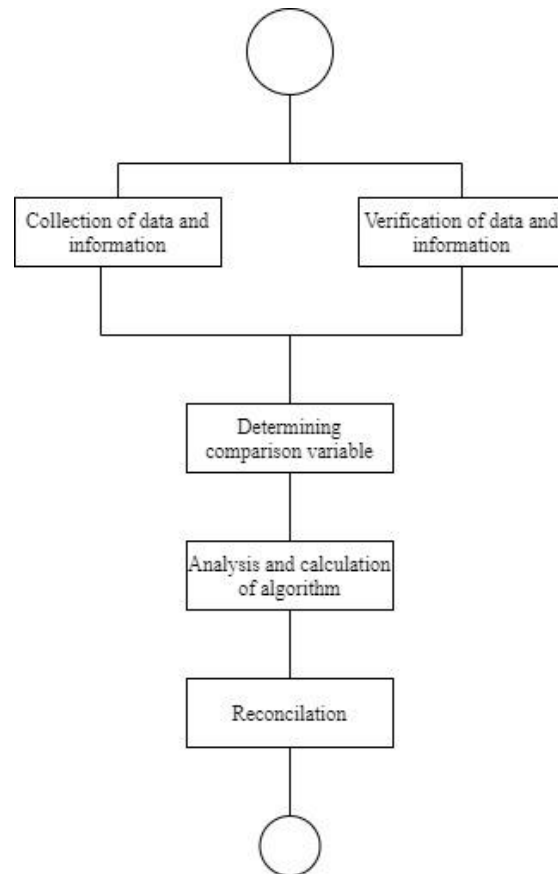 Collection of data and
information
Verification of data and
information
Determining
comparison variable
Analysis and calculation
of algorithm
Reconcilation